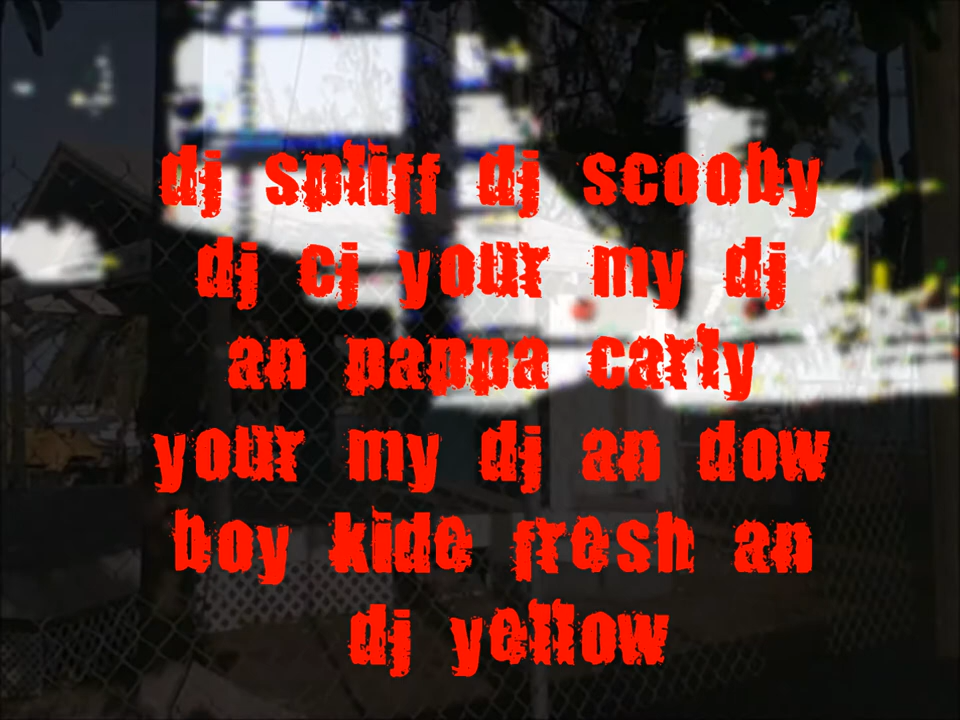 dj spliff dj scooby
dj cj your my dj
an pappa carly
your my dj an dow
boy kide fresh an
dj yellow